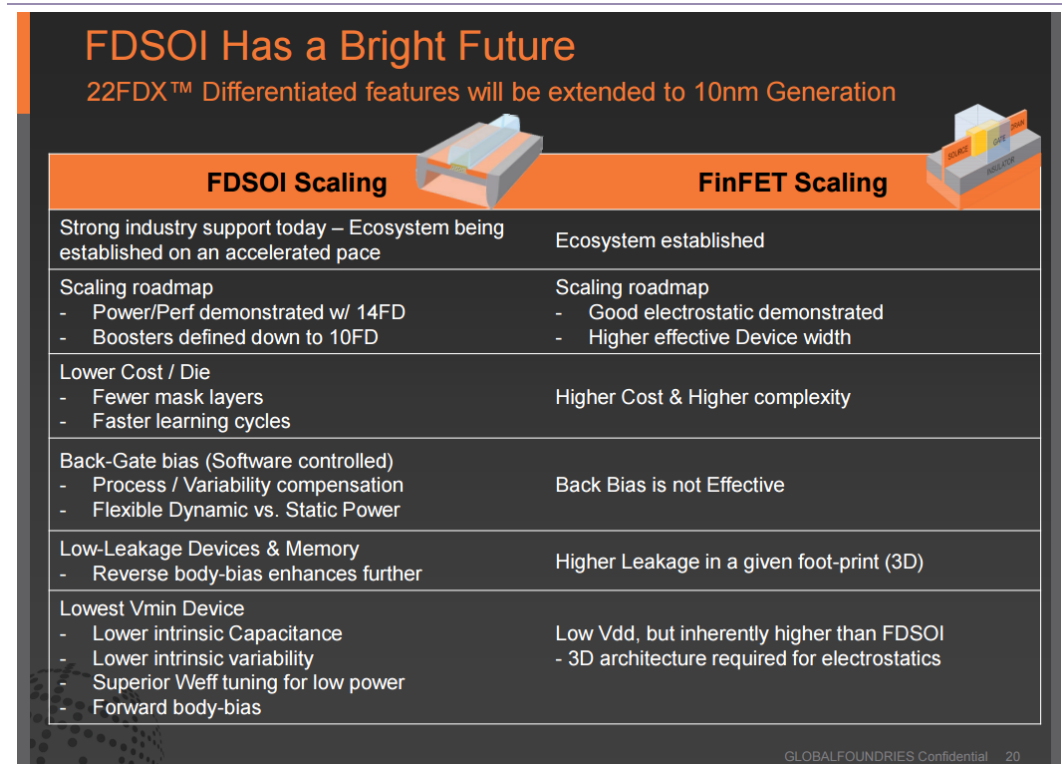 FDSOI Has a Bright Future
22FDX™ Differentiated features will be extended to 10nm Generation
FDSOI Scaling
FinFET Scaling
SOURCE
GATE
DRAIN
INSULATOR
Strong industry support today – Ecosystem being
established on an accelerated pace
Ecosystem established
Scaling roadmap
- Power/Perf demonstrated w/ 14FD
- Boosters defined down to 10FD
Scaling roadmap
- Good electrostatic demonstrated
- Higher effective Device width
Lower Cost / Die
- Fewer mask layers
- Faster learning cycles
Higher Cost & Higher complexity
Back-Gate bias (Software controlled)
- Process / Variability compensation
- Flexible Dynamic vs. Static Power
Back Bias is not Effective
Low-Leakage Devices & Memory
- Reverse body-bias enhances further
Higher Leakage in a given foot-print (3D)
Lowest Vmin Device
- Lower intrinsic Capacitance
- Lower intrinsic variability
- Superior Weff tuning for low power
- Forward body-bias
Low Vdd, but inherently higher than FDSOI
- 3D architecture required for electrostatics
GLOBALFOUNDRIES Confidential 20